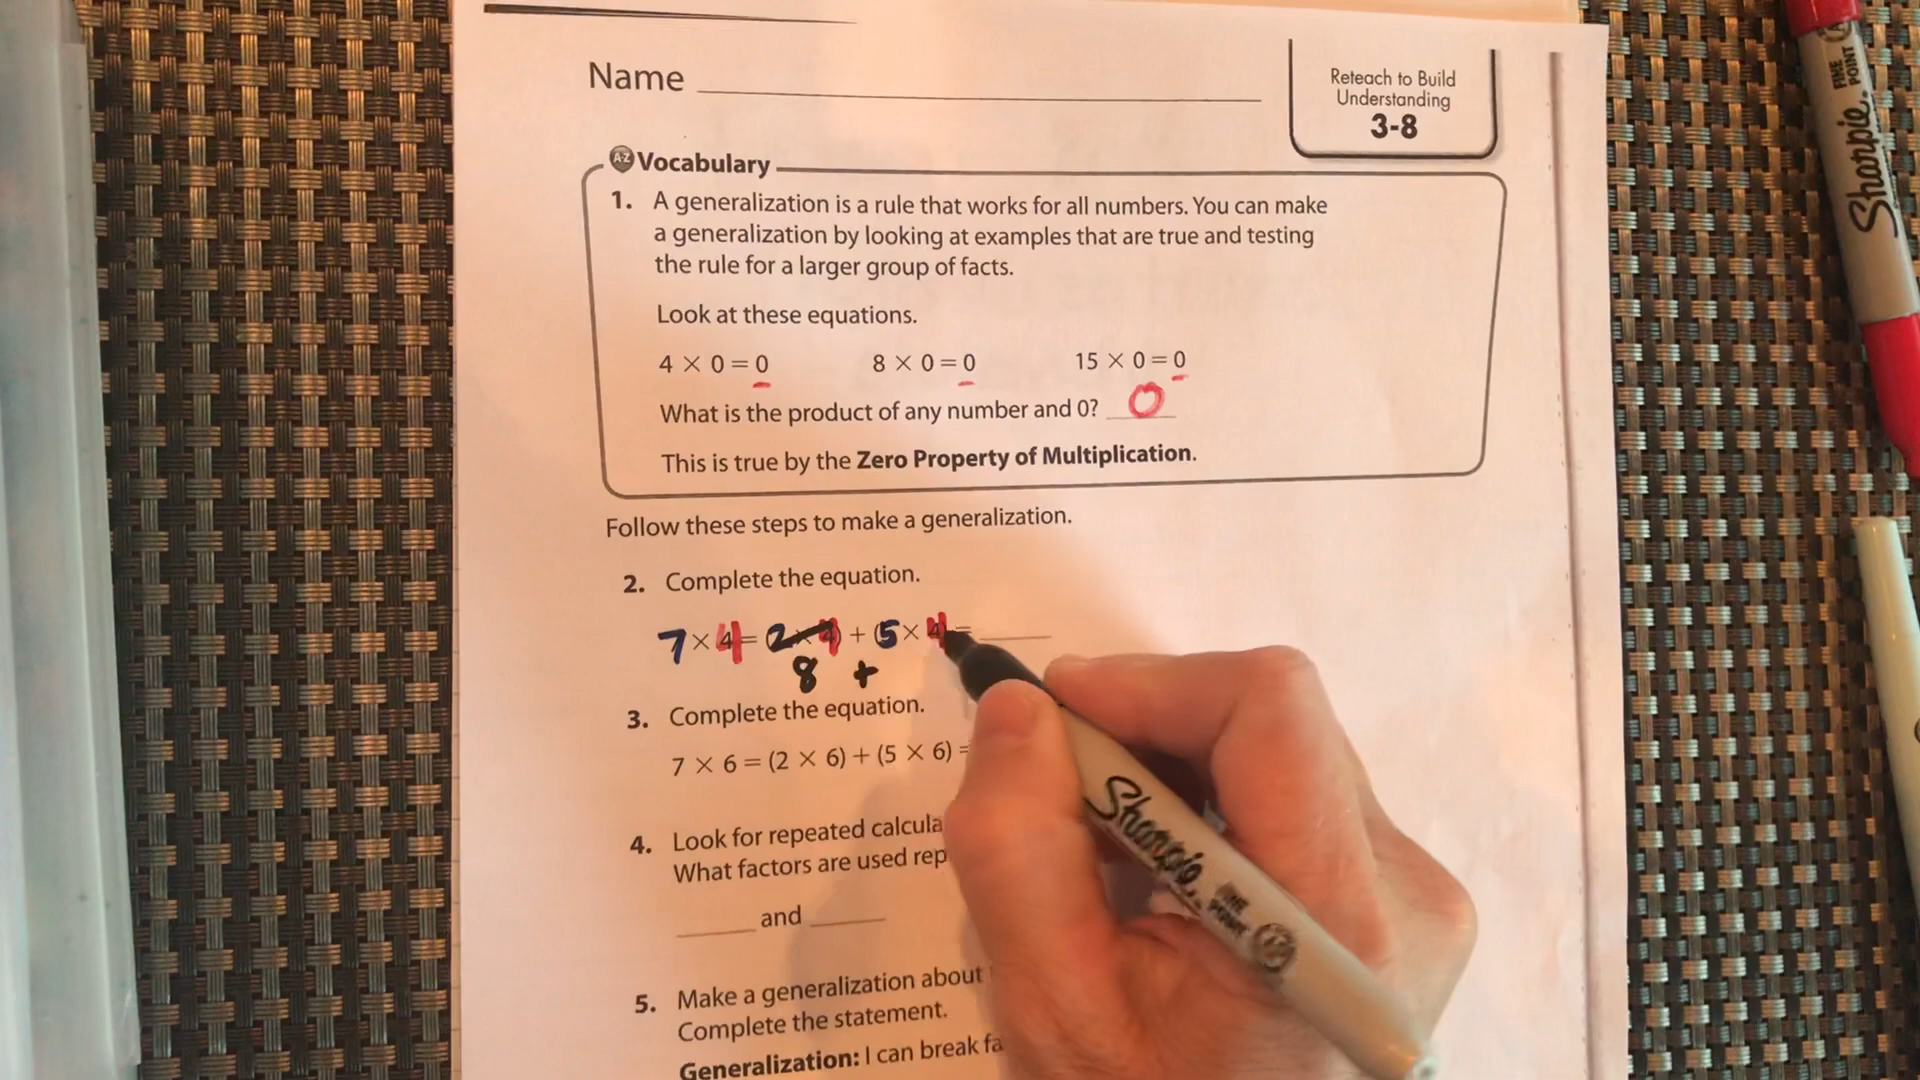 Name
Reteach to Build
Understanding
3-8
A-Z Vocabulary
1. A generalization is a rule that works for all numbers. You can make
a generalization by looking at examples that are true and testing
the rule for a larger group of facts.
Look at these equations.
4 × 0 = 0 8 × 0 = 0 15 × 0 = 0
What is the product of any number and 0? 0
This is true by the Zero Property of Multiplication.
Follow these steps to make a generalization.
2. Complete the equation.
7 × 4 = (2 × 4) + (5 × 4) =
8 +
3. Complete the equation.
7 × 6 = (2 × 6) + (5 × 6) =
4. Look for repeated
What factors are used
and
5. Make a generalization about
Complete the statement.
Generalization: I can break
Sharpie.
FINE
POINT
Sharpie.
FINE
POINT